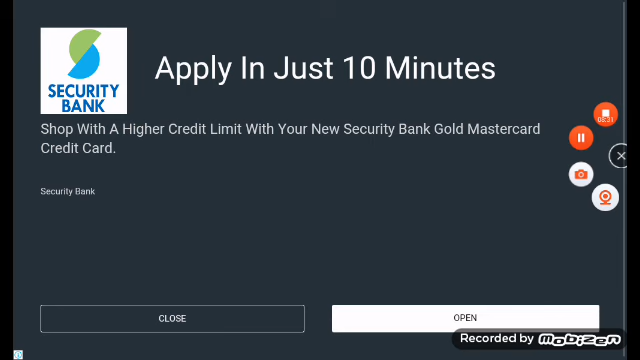 SECURITY
BANK
Apply In Just 10 Minutes
Shop With A Higher Credit Limit With Your New Security Bank Gold Mastercard
Credit Card.
Security Bank
CLOSE
OPEN
Recorded by MOBIZEN